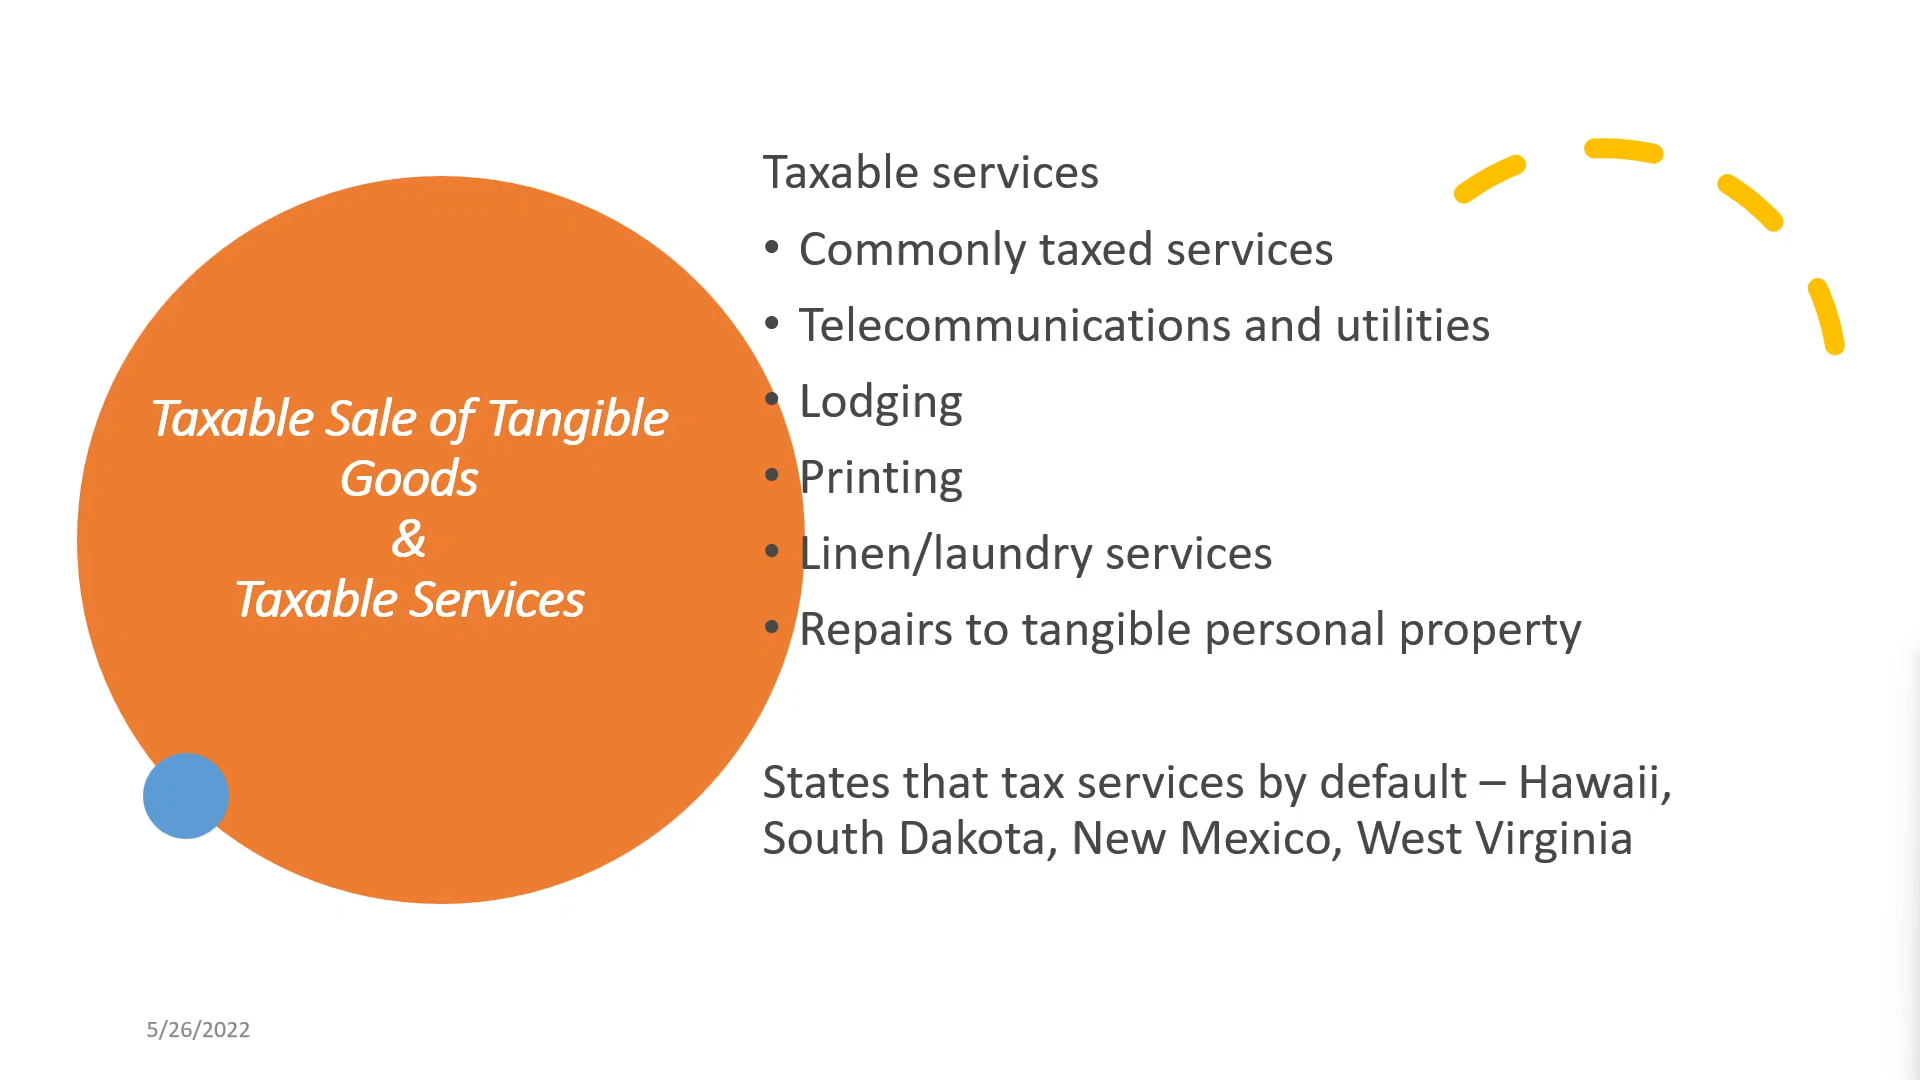 Taxable Sale of Tangible
Goods
&
Taxable Services
Taxable services
• Commonly taxed services
• Telecommunications and utilities
• Lodging
• Printing
• Linen/laundry services
• Repairs to tangible personal property
States that tax services by default – Hawaii,
South Dakota, New Mexico, West Virginia
5/26/2022